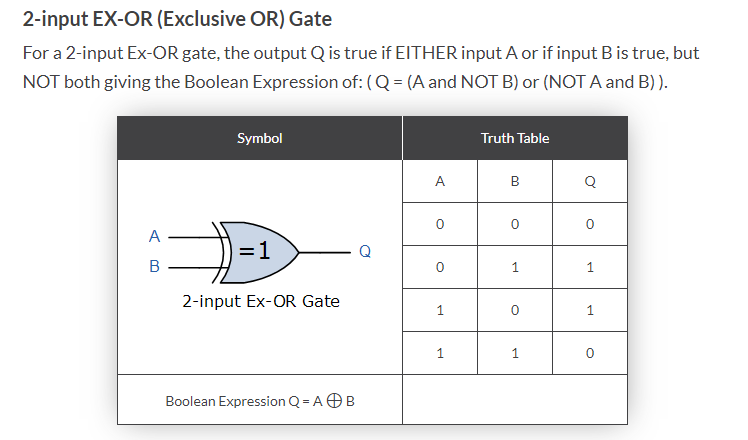 2-input EX-OR (Exclusive OR) Gate
For a 2-input Ex-OR gate, the output Q is true if EITHER input A or if input B is true, but
NOT both giving the Boolean Expression of: ( Q = (A and NOT B) or (NOT A and B) ).
Symbol Truth Table
A B Q
0 0 0
0 1 1
1 0 1
1 1 0
A
B
=1
Q
2-input Ex-OR Gate
Boolean Expression Q = A ⊕ B